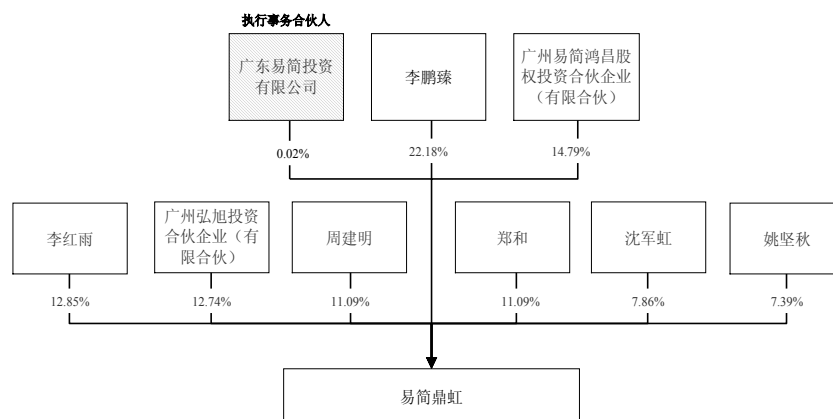 执行事务合伙人
广东易简投资
有限公司
李鹏臻
广州易简鸿昌股
权投资合伙企业
（有限合伙）
0.02%
22.18%
14.79%
李红雨
广州弘旭投资
合伙企业（有
限合伙）
周建明
郑和
沈军虹
姚坚秋
12.85%
12.74%
11.09%
11.09%
7.86%
7.39%
易简鼎虹